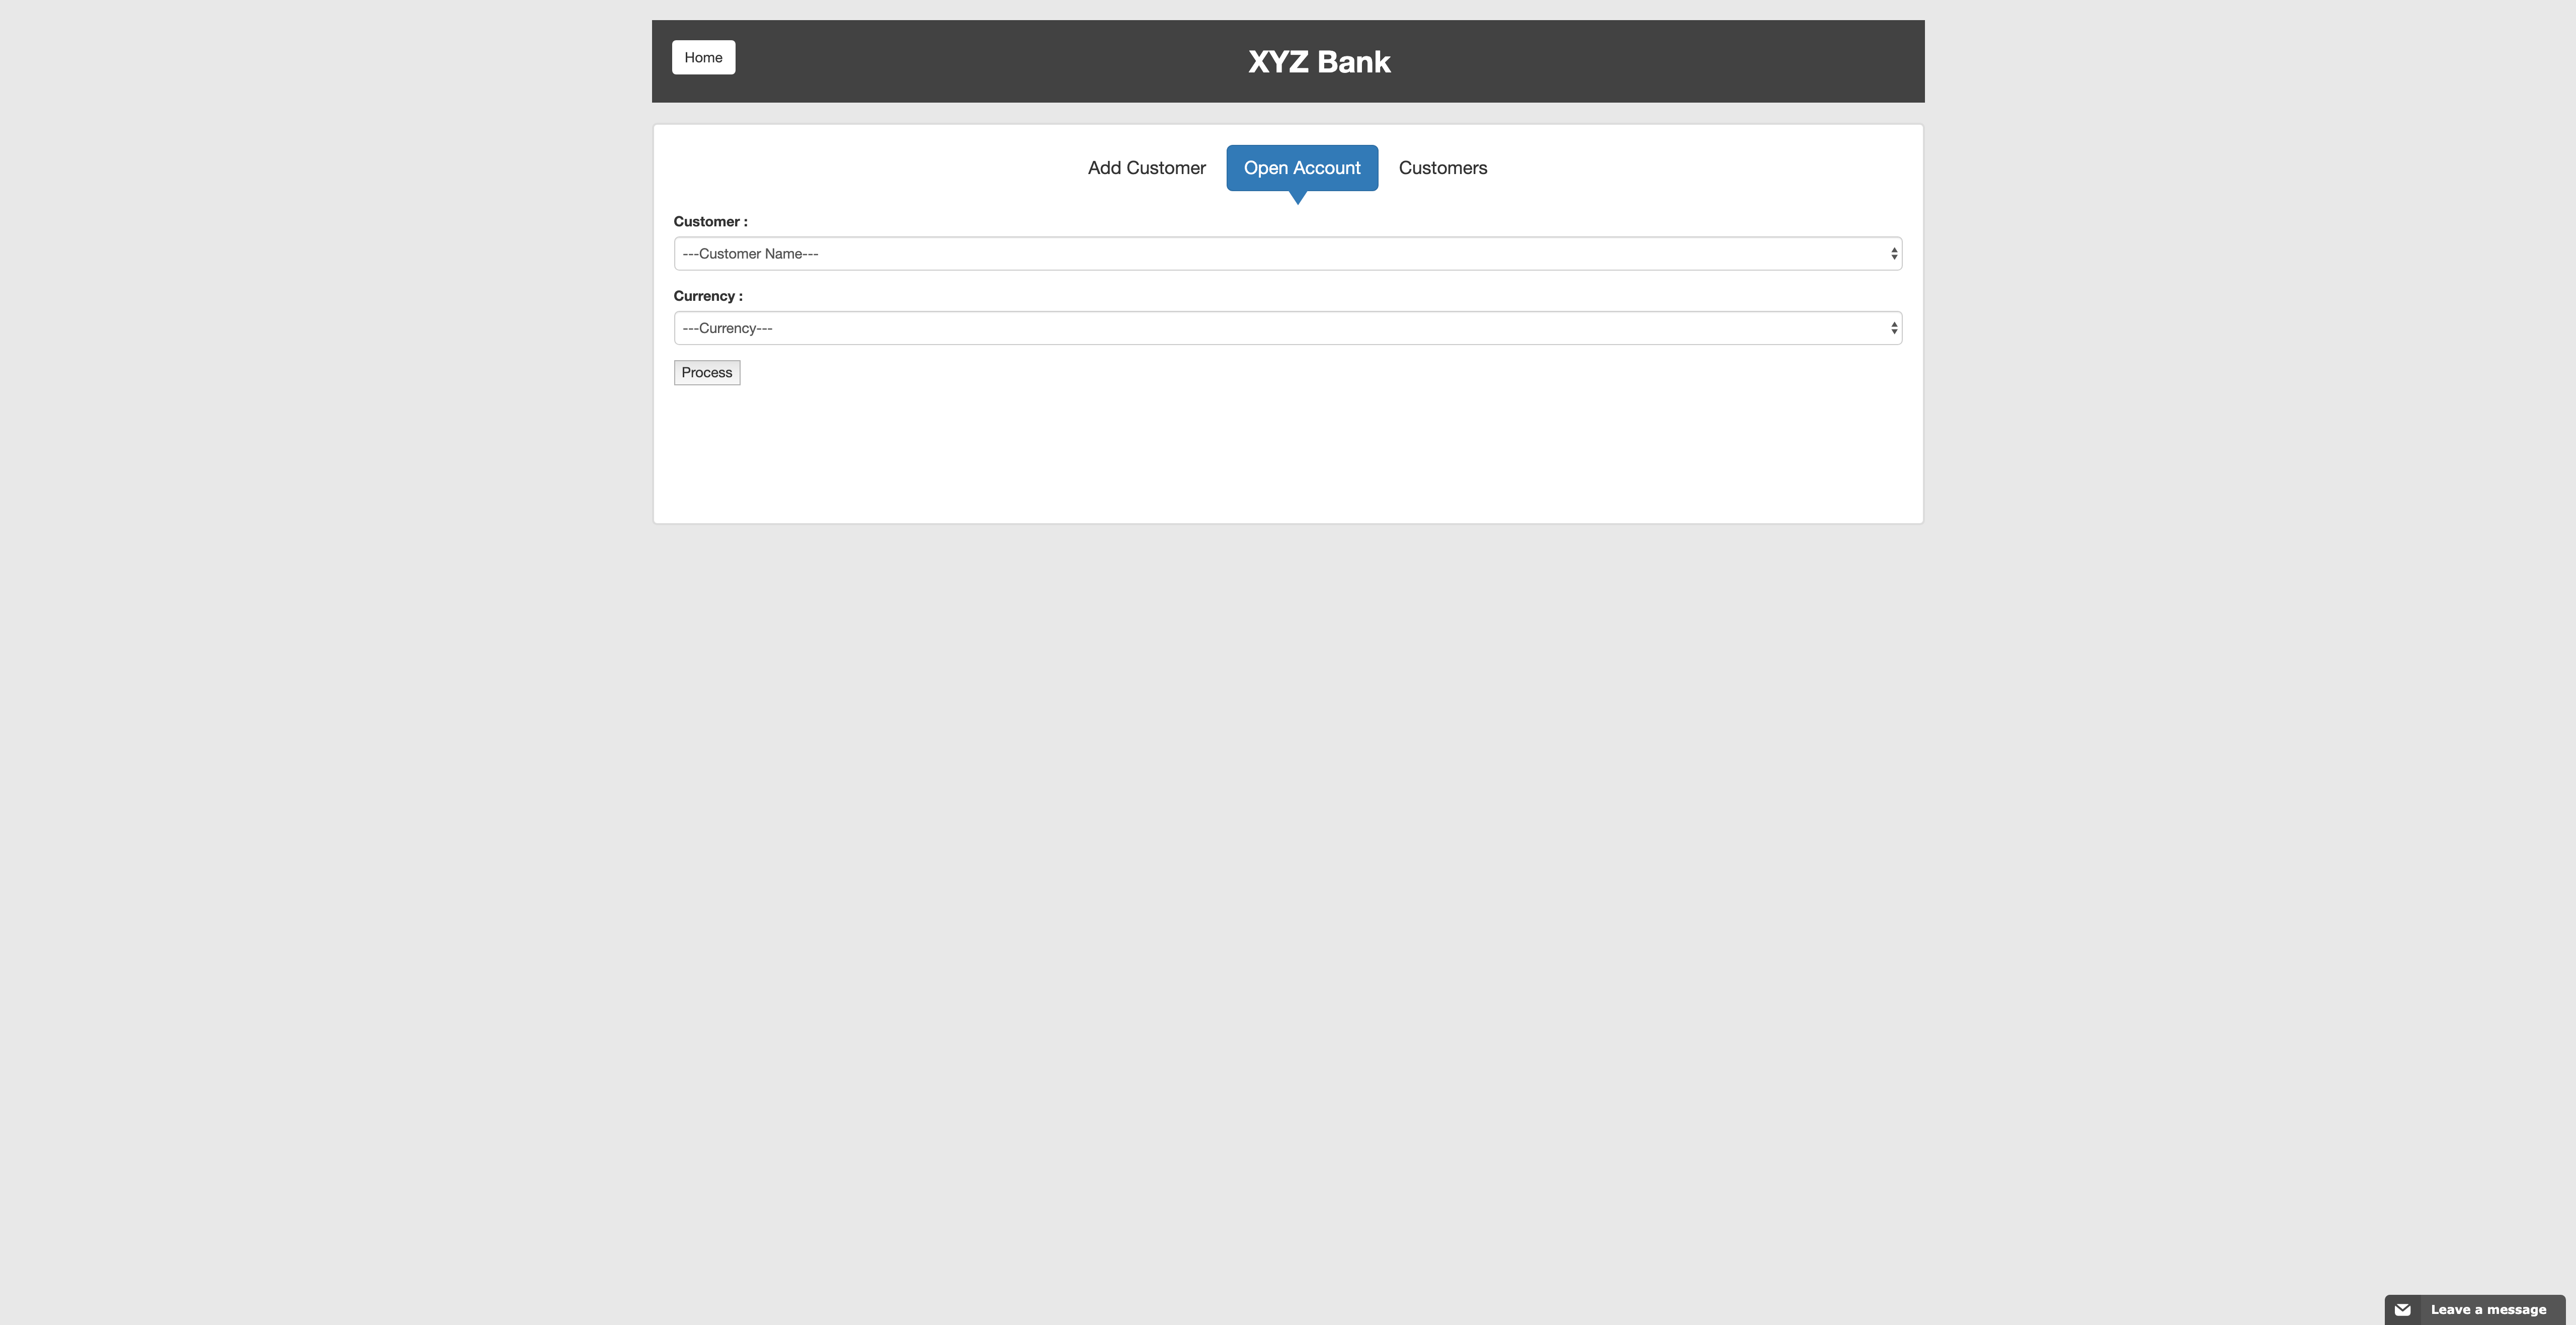 Home
XYZ Bank
Add Customer
Open Account
Customers
Customer :
---Customer Name---
Currency :
---Currency---
Process
Leave a message